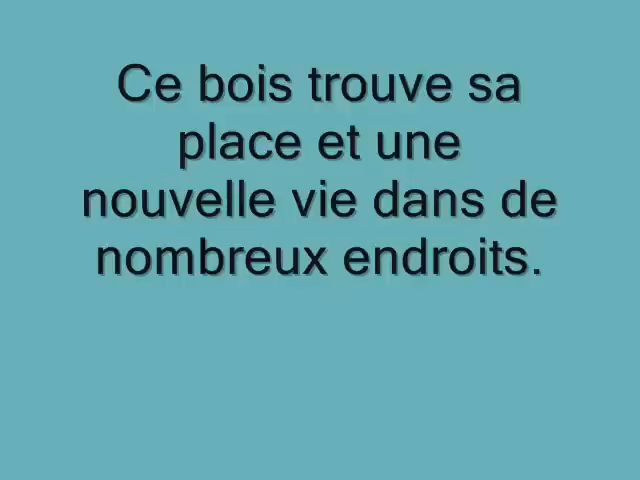 Ce bois trouve sa
place et une
nouvelle vie dans de
nombreux endroits.